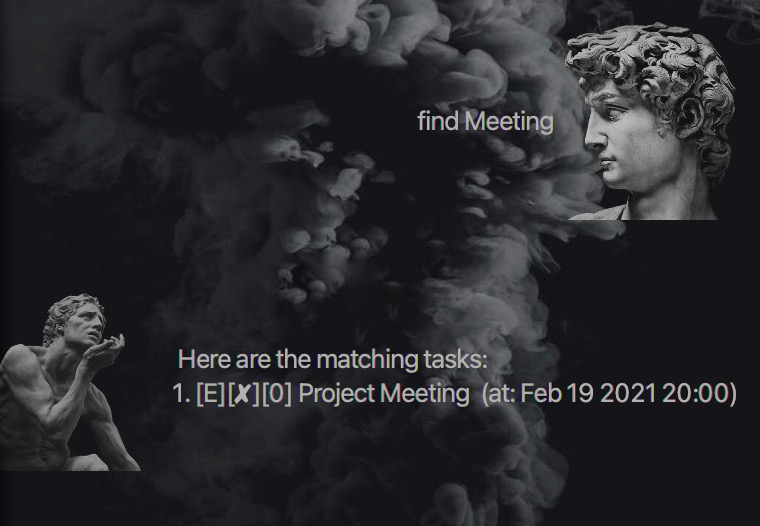 find Meeting
Here are the matching tasks:
1. [E][✘][0] Project Meeting  (at: Feb 19 2021 20:00)